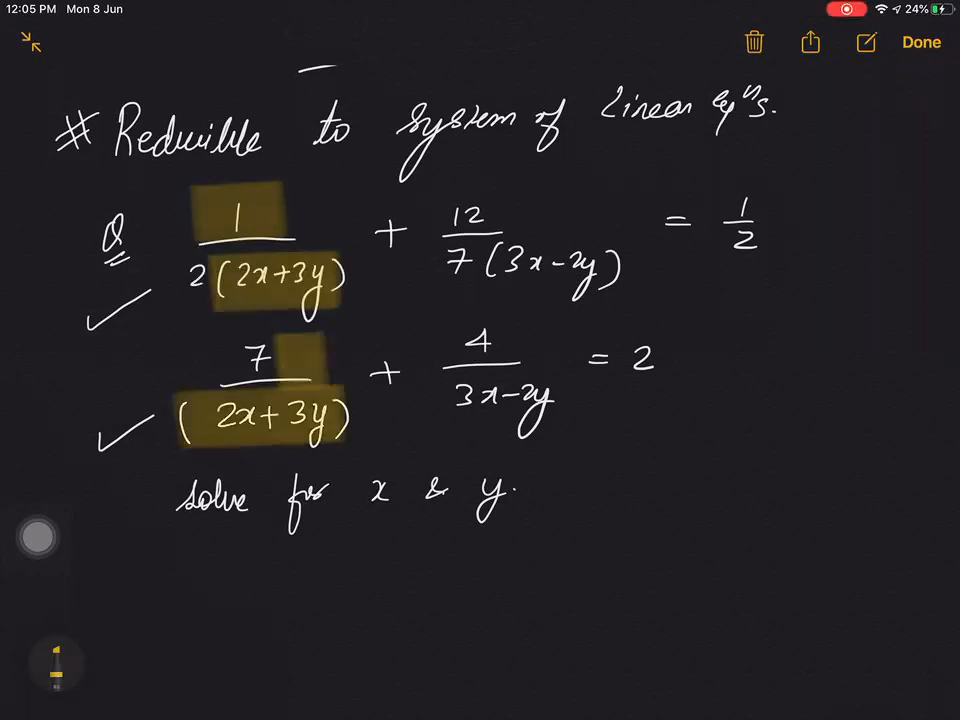 12:05 PM Mon 8 Jun 24%
Done
# Reducible to system of Linear eqⁿs.
Q 1/2(2x+3y) + 12/7(3x-2y) = 1/2
7/(2x+3y) + 4/3x-2y = 2
solve for x & y.